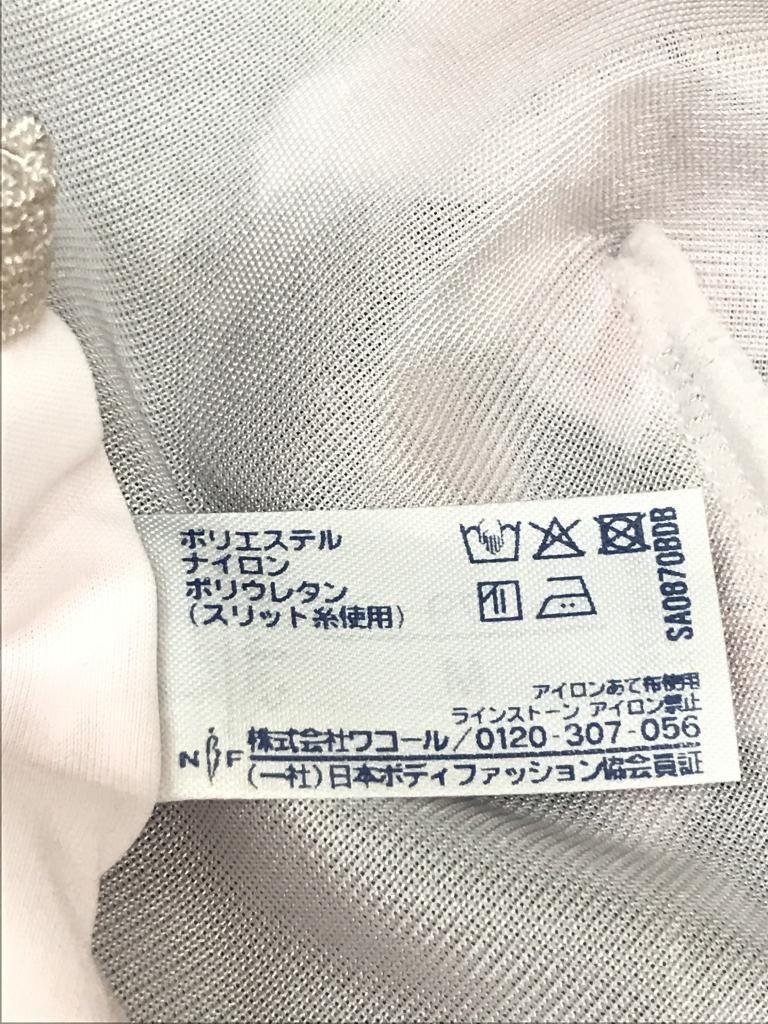 ポリエステル
ナイロン
ポリウレタン
(スリット糸使用)
SA0870BDB
アイロンあて布使用
ラインストーン アイロン禁止
株式会社ワコール/0120-307-056
NBF (一社)日本ボディファッション協会員証